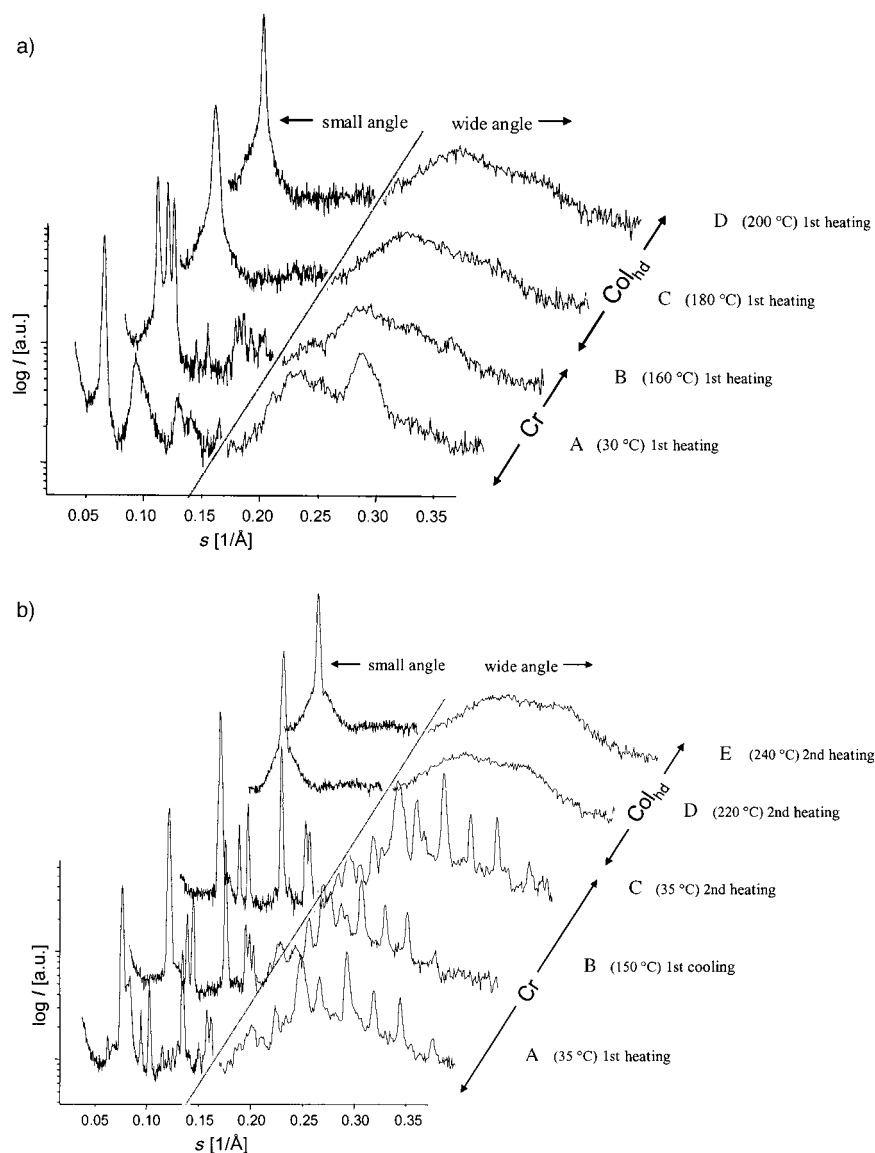 a)
small angle wide angle
D (200 °C) 1st heating
Col_hd
C (180 °C) 1st heating
B (160 °C) 1st heating
Cr
A (30 °C) 1st heating
log I [a.u.]
0.05 0.10 0.15 0.20 0.25 0.30 0.35
s [1/Å]
b)
small angle wide angle
E (240 °C) 2nd heating
Col_hd
D (220 °C) 2nd heating
C (35 °C) 2nd heating
B (150 °C) 1st cooling
Cr
A (35 °C) 1st heating
log I [a.u.]
0.05 0.10 0.15 0.20 0.25 0.30 0.35
s [1/Å]